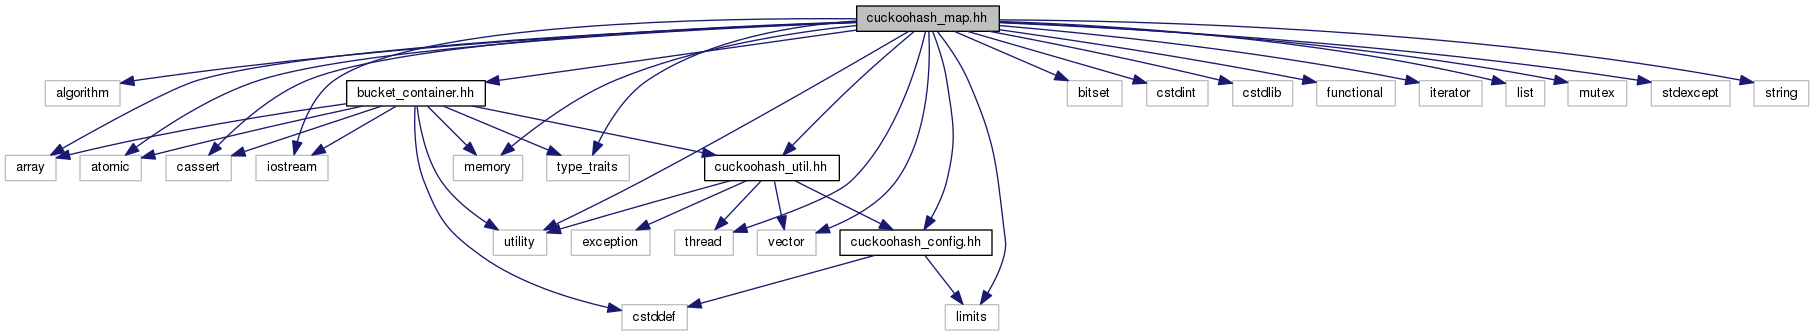 cuckoohash_map.hh
algorithm
bucket_container.hh
bitset
cstdint
cstdlib
functional
iterator
list
mutex
stdexcept
string
array
atomic
cassert
iostream
memory
type_traits
cuckoohash_util.hh
utility
exception
thread
vector
cuckoohash_config.hh
cstddef
limits